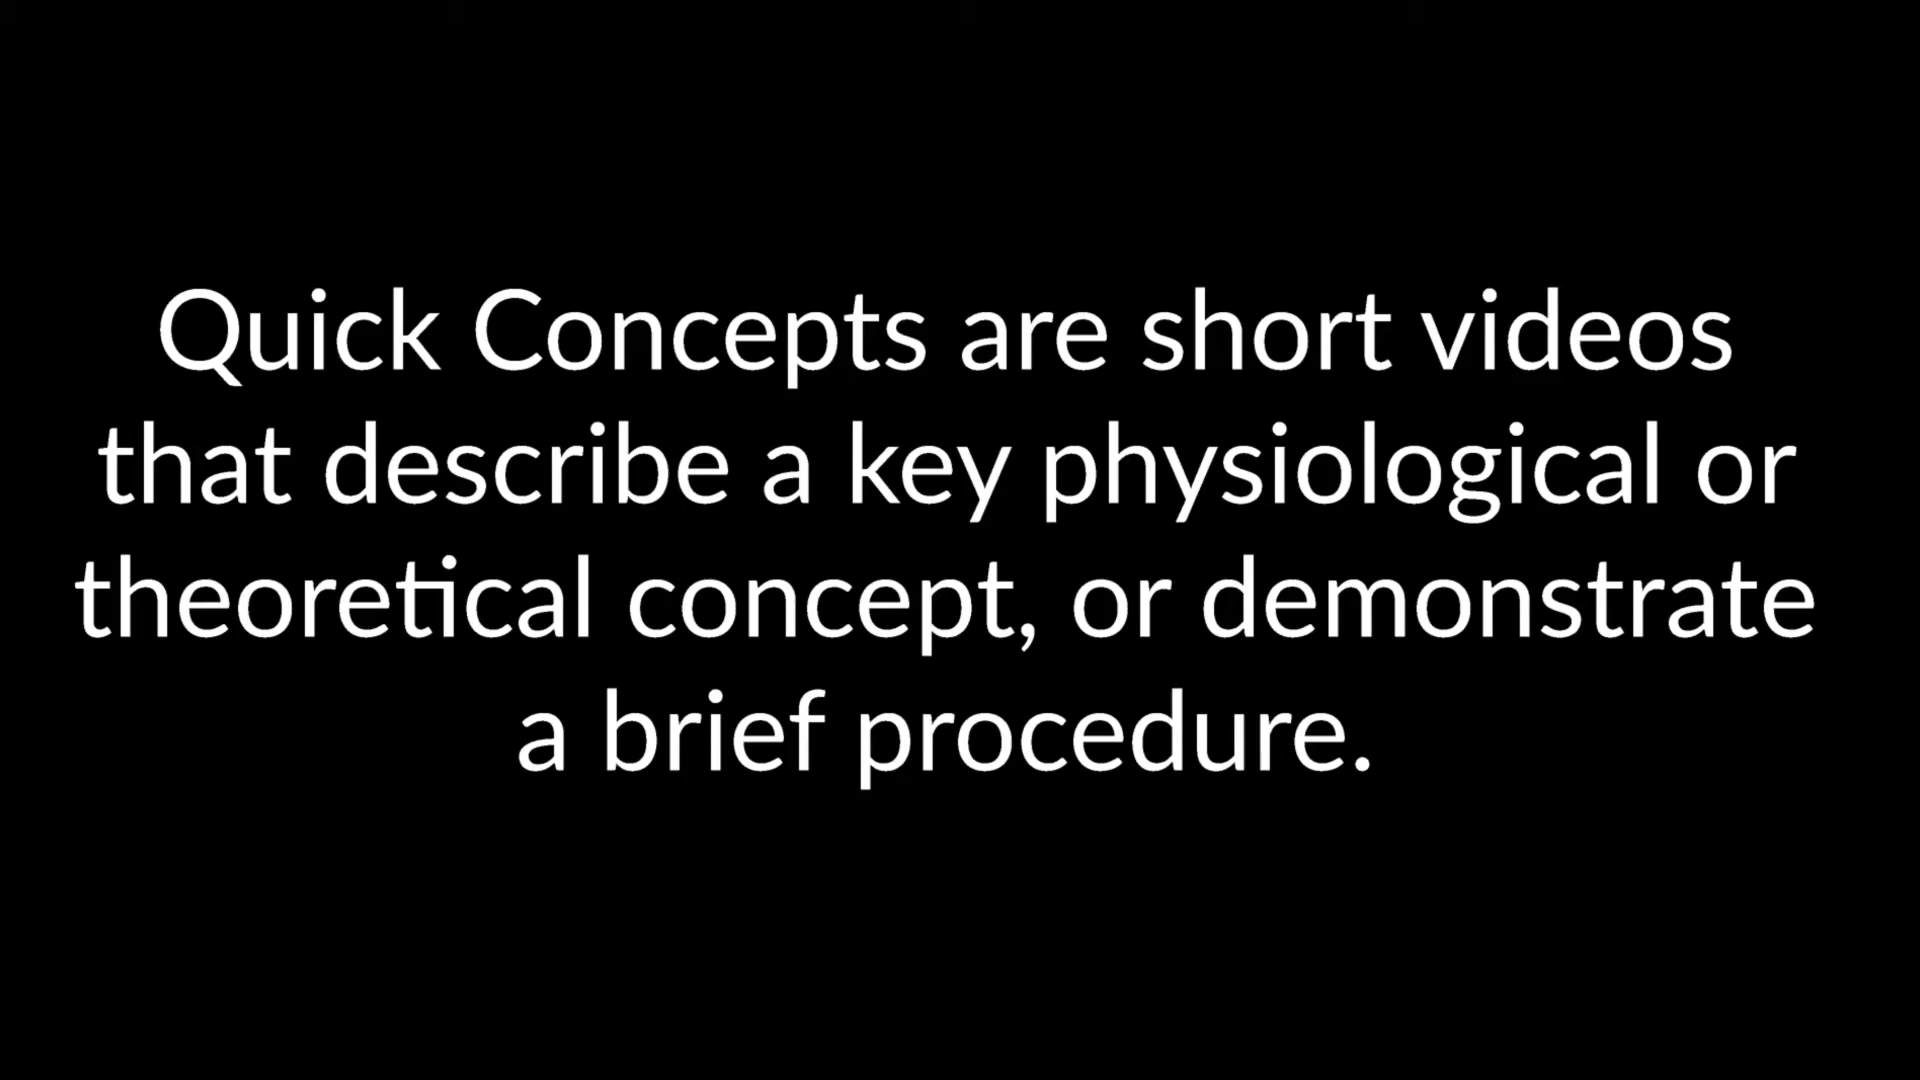 Quick Concepts are short videos
that describe a key physiological or
theoretical concept, or demonstrate
a brief procedure.